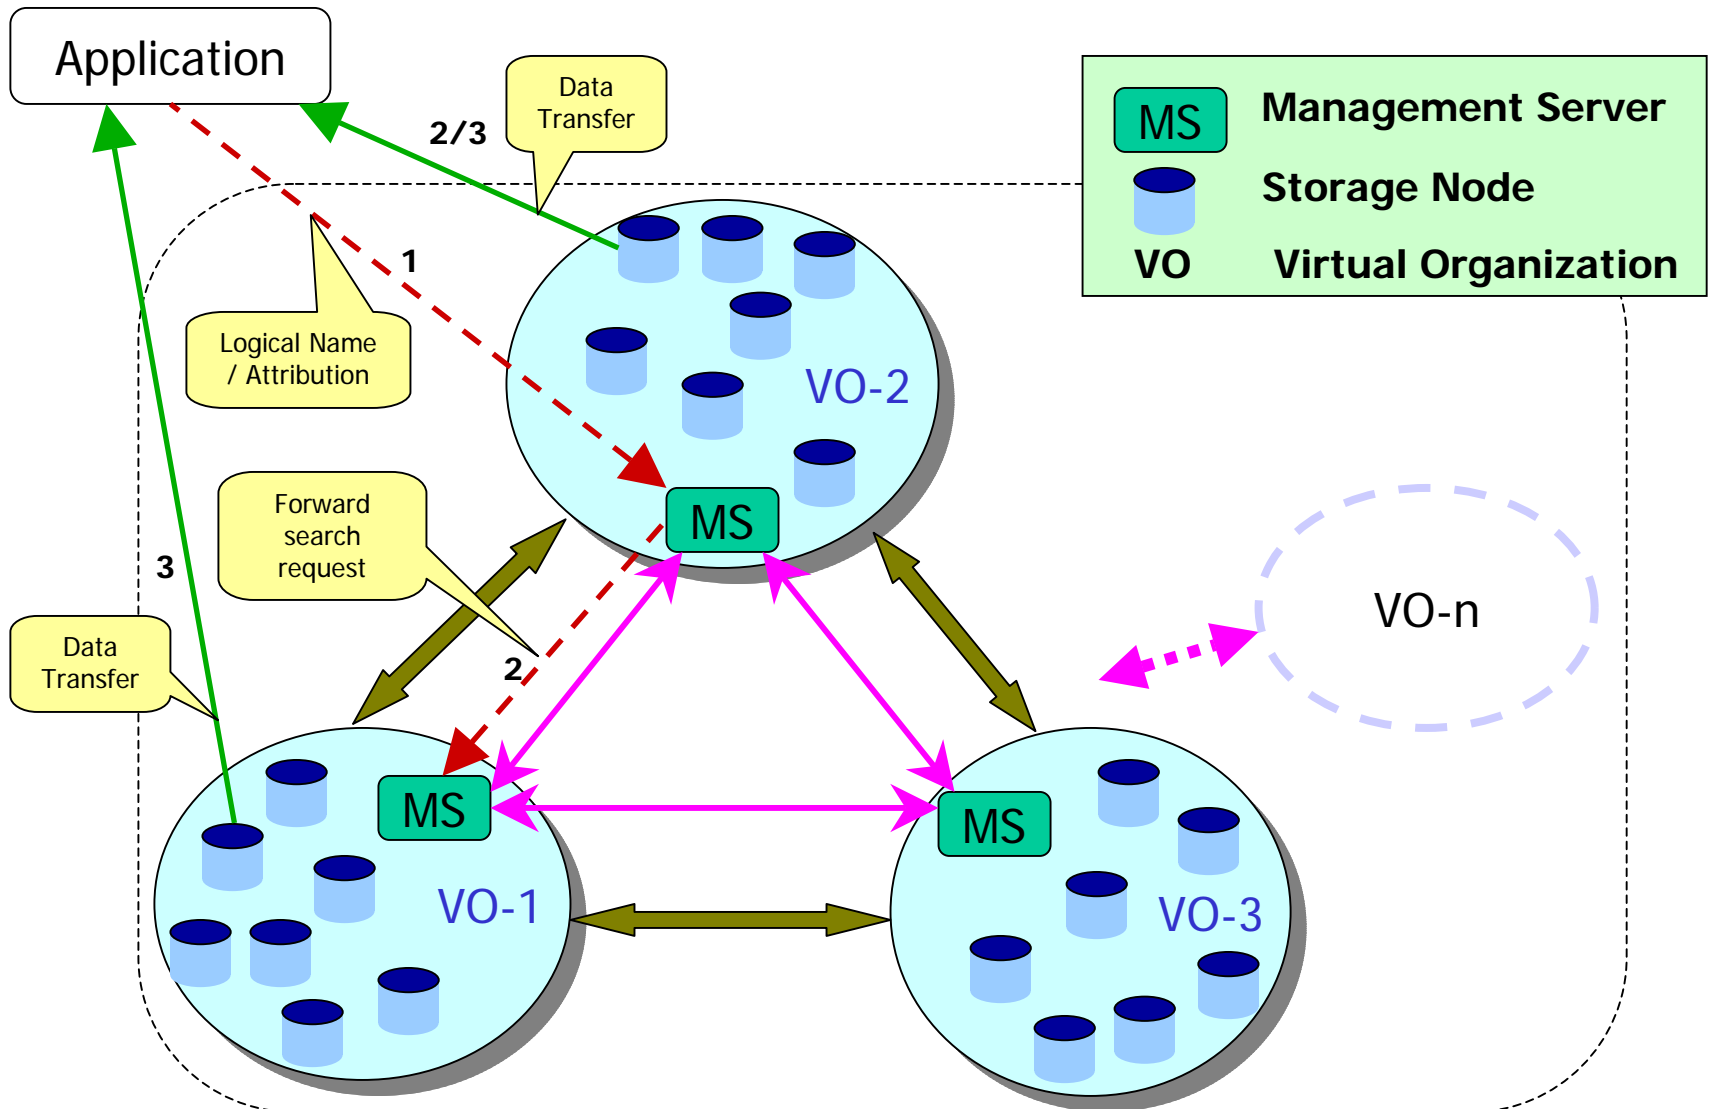 Application
Data
Transfer
2/3
MS Management Server
Storage Node
VO Virtual Organization
1
Logical Name
/ Attribution
VO-2
Forward
search
request
MS
3
2
VO-n
Data
Transfer
MS
MS
VO-1
VO-3